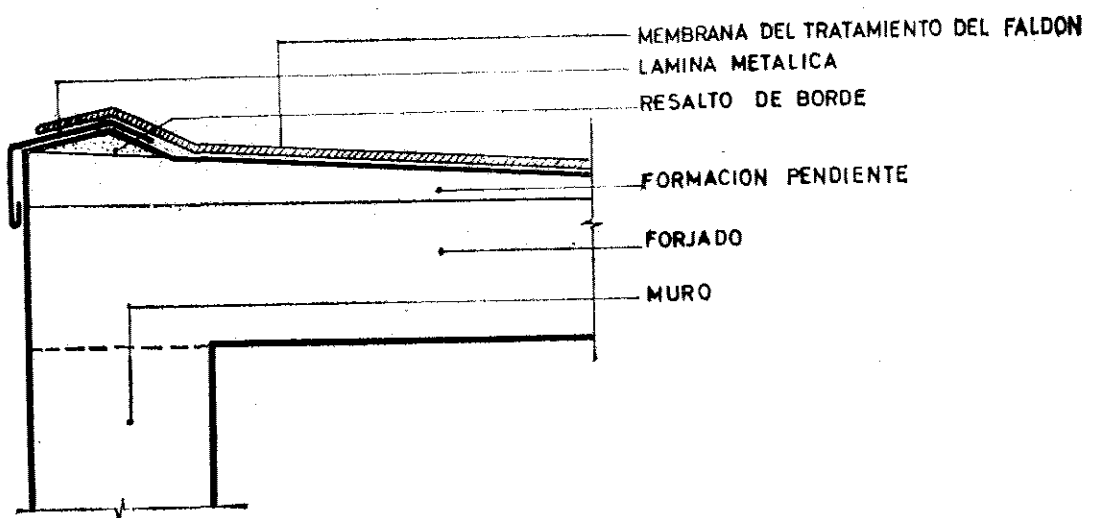 MEMBRANA DEL TRATAMIENTO DEL FALDON
LAMINA METALICA
RESALTO DE BORDE
FORMACION PENDIENTE
FORJADO
MURO